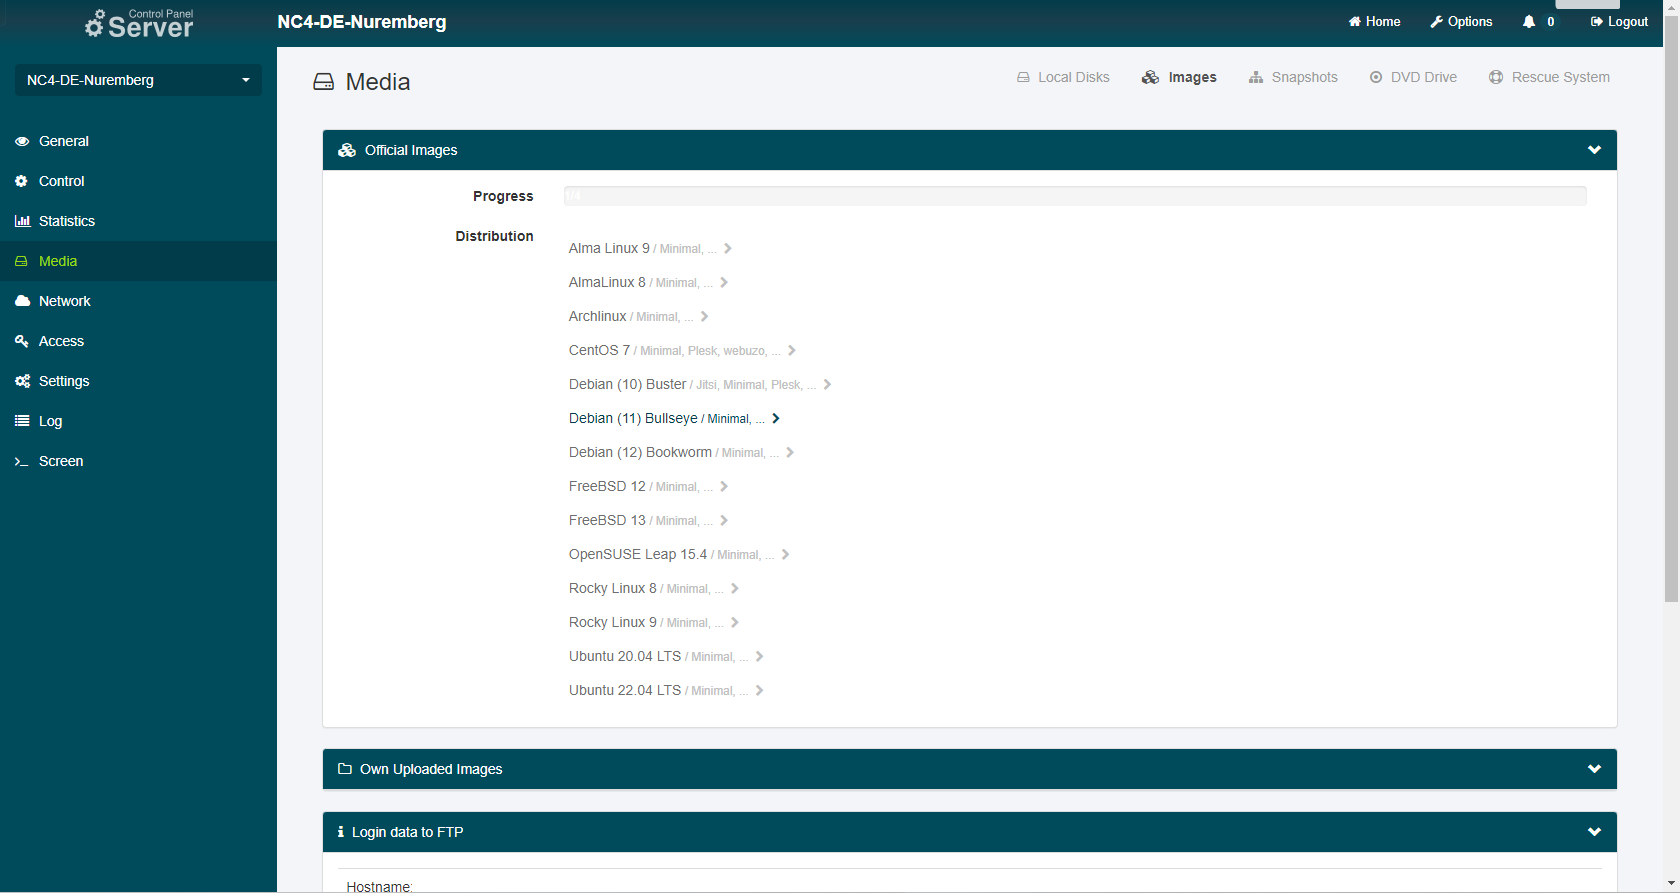 Control Panel
Server
NC4-DE-Nuremberg
Home
Options
0
Logout
NC4-DE-Nuremberg
General
Control
Statistics
Media
Network
Access
Settings
Log
Screen
Media
Local Disks
Images
Snapshots
DVD Drive
Rescue System
Official Images
Progress
Distribution
Alma Linux 9 / Minimal, ...
AlmaLinux 8 / Minimal, ...
Archlinux / Minimal, ...
CentOS 7 / Minimal, Plesk, webuzo, ...
Debian (10) Buster / Jitsi, Minimal, Plesk, ...
Debian (11) Bullseye / Minimal, ...
Debian (12) Bookworm / Minimal, ...
FreeBSD 12 / Minimal, ...
FreeBSD 13 / Minimal, ...
OpenSUSE Leap 15.4 / Minimal, ...
Rocky Linux 8 / Minimal, ...
Rocky Linux 9 / Minimal, ...
Ubuntu 20.04 LTS / Minimal, ...
Ubuntu 22.04 LTS / Minimal, ...
Own Uploaded Images
Login data to FTP
Hostname: